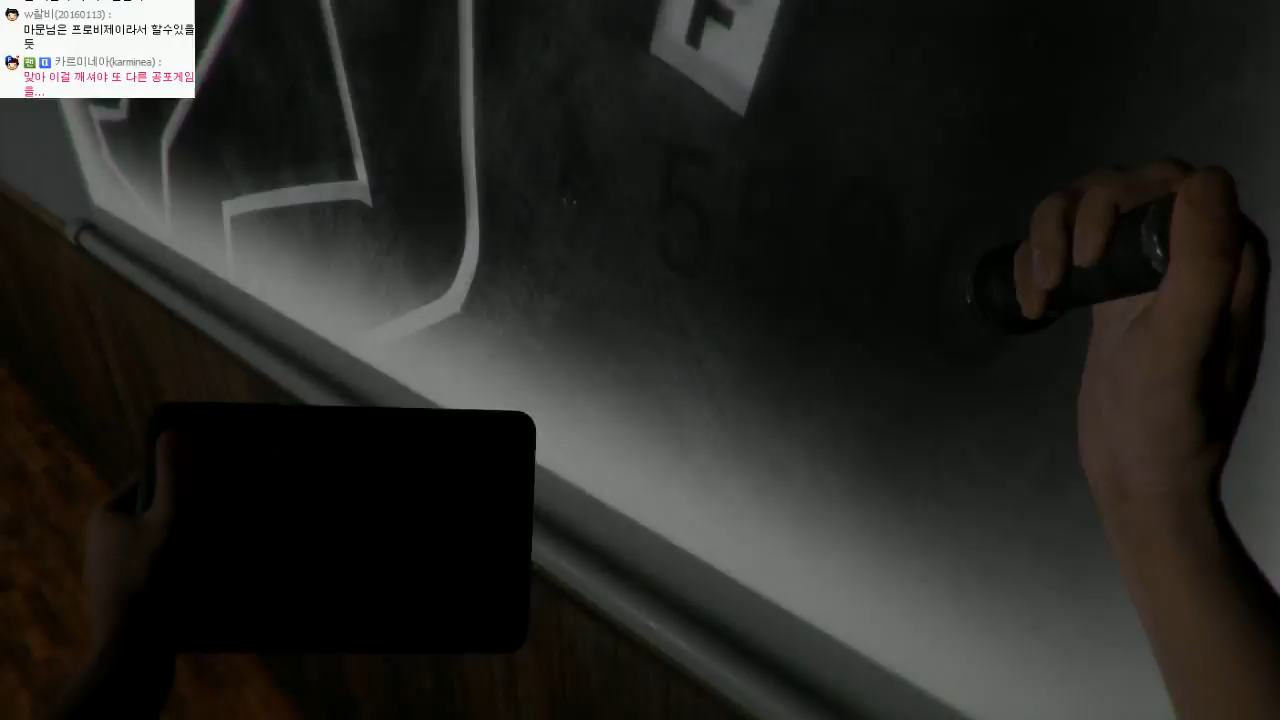 w찰비(20160113) :
마문님은 프로비제이라서 할수있을
듯
카르미네아(karminea) :
맞아 이걸 깨셔야 또 다른 공포게임
을...
F
5